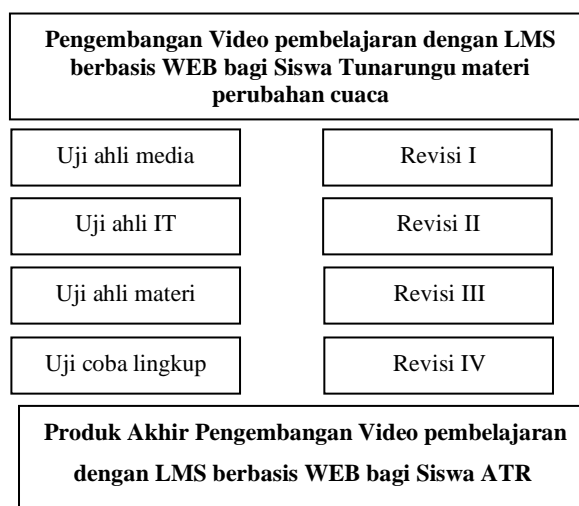 Pengembangan Video pembelajaran dengan LMS
berbasis WEB bagi Siswa Tunarungu materi
perubahan cuaca
Uji ahli media
Revisi I
Uji ahli IT
Revisi II
Uji ahli materi
Revisi III
Uji coba lingkup
Revisi IV
Produk Akhir Pengembangan Video pembelajaran
dengan LMS berbasis WEB bagi Siswa ATR